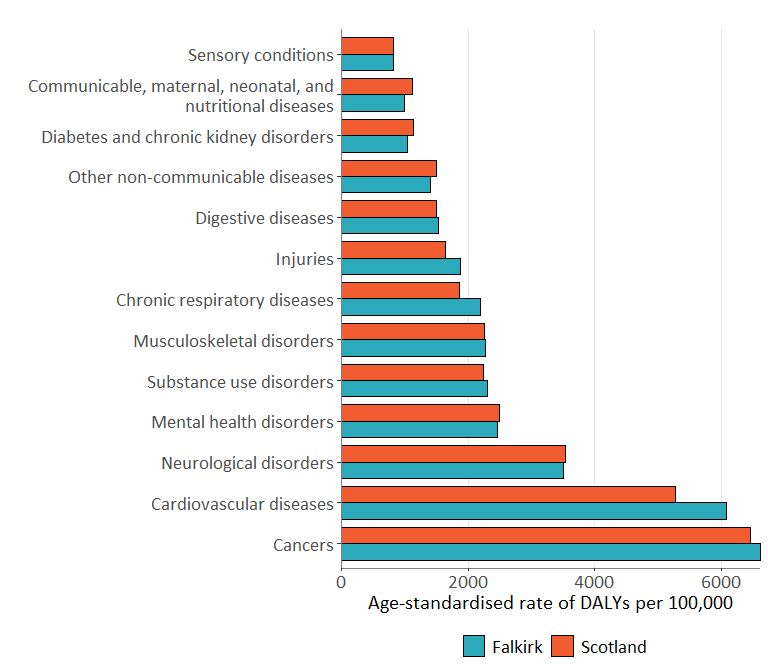 Sensory conditions
Communicable, maternal, neonatal, and
nutritional diseases
Diabetes and chronic kidney disorders
Other non-communicable diseases
Digestive diseases
Injuries
Chronic respiratory diseases
Musculoskeletal disorders
Substance use disorders
Mental health disorders
Neurological disorders
Cardiovascular diseases
Cancers
0 2000 4000 6000
Age-standardised rate of DALYs per 100,000
Falkirk Scotland